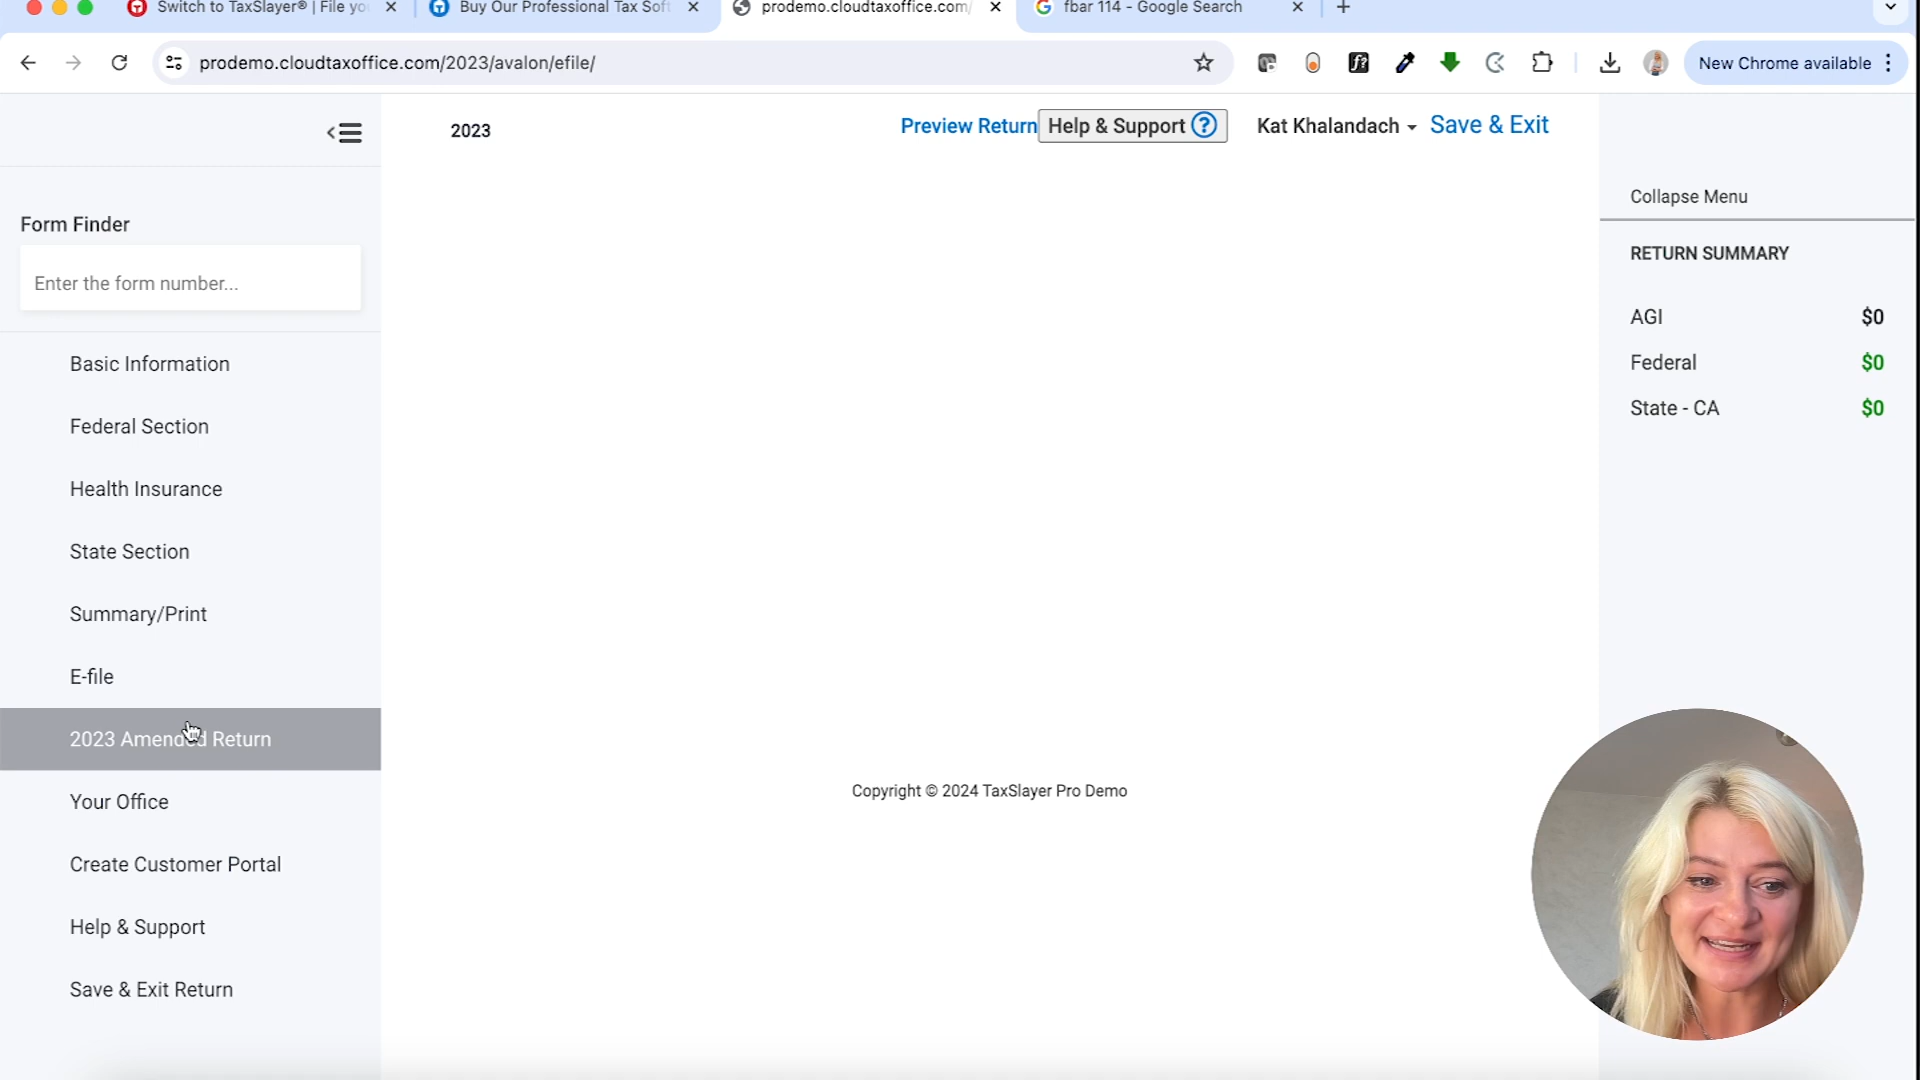 Switch to TaxSlayer® | File yo
Buy Our Professional Tax Soft
prodemo.cloudtaxoffice.com/
fbar 114 - Google Search
prodemo.cloudtaxoffice.com/2023/avalon/efile/
New Chrome available
2023
Preview Return
Help & Support ?
Kat Khalandach
Save & Exit
Form Finder
Enter the form number...
Basic Information
Federal Section
Health Insurance
State Section
Summary/Print
E-file
2023 Amended Return
Your Office
Create Customer Portal
Help & Support
Save & Exit Return
Copyright © 2024 TaxSlayer Pro Demo
Collapse Menu
RETURN SUMMARY
AGI $0
Federal $0
State - CA $0